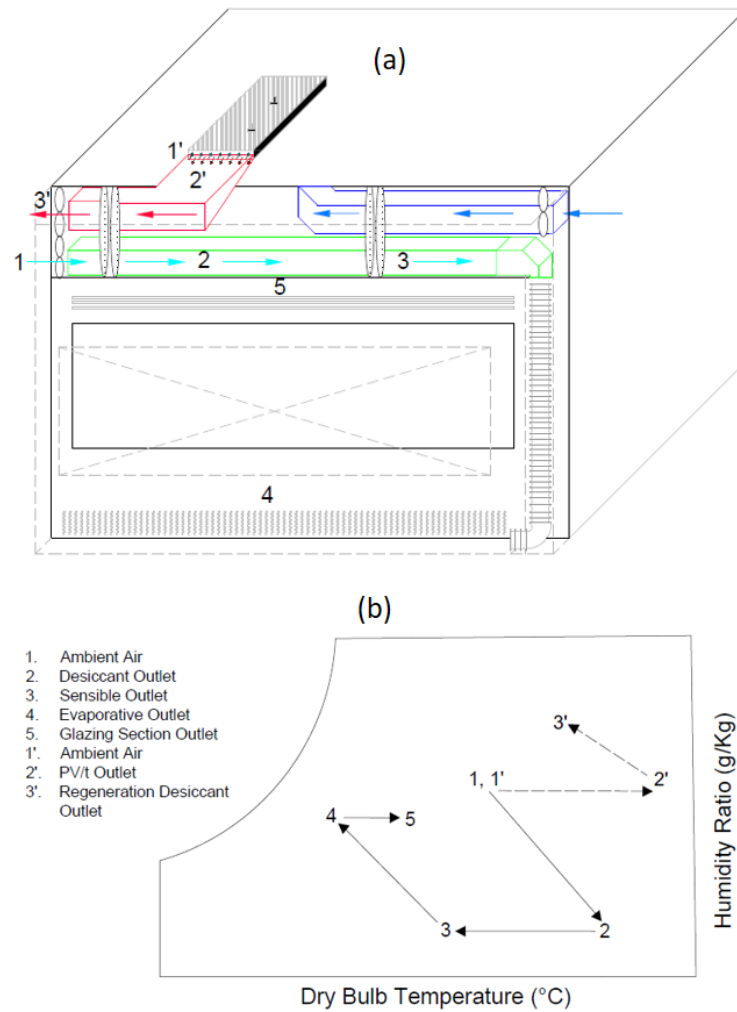 (a)
1'
2'
3'
1
2
3
5
4
(b)
1. Ambient Air
2. Desiccant Outlet
3. Sensible Outlet
4. Evaporative Outlet
5. Glazing Section Outlet
1'. Ambient Air
2'. PV/t Outlet
3'. Regeneration Desiccant
Outlet
3'
1, 1'
2'
4
5
3
2
Humidity Ratio (g/Kg)
Dry Bulb Temperature (°C)